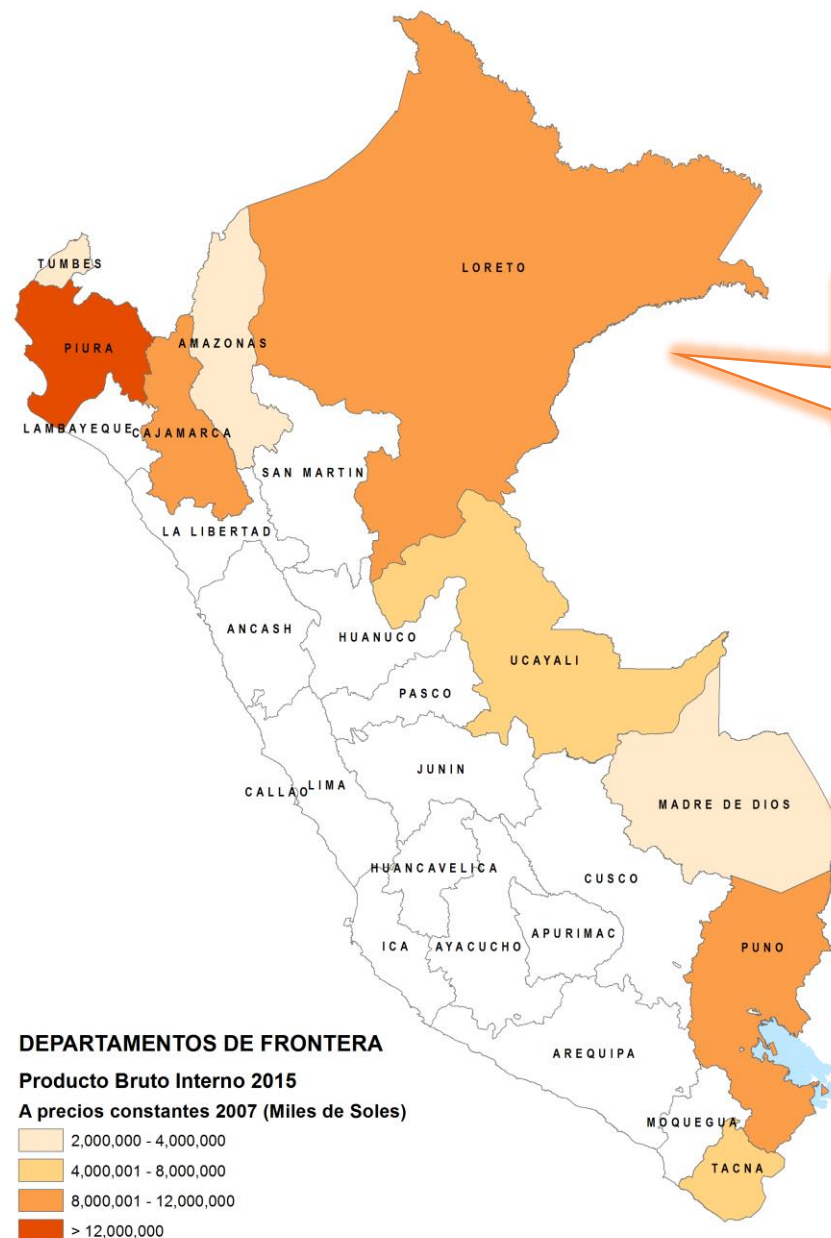 LORETO
TUMBES
PIURA
AMAZONAS
LAMBAYEQUE
CAJAMARCA
SAN MARTIN
LA LIBERTAD
ANCASH
HUANUCO
UCAYALI
PASCO
JUNIN
CALLAO
LIMA
MADRE DE DIOS
HUANCAVELICA
CUSCO
ICA
AYACUCHO
APURIMAC
PUNO
AREQUIPA
MOQUEGUA
TACNA
DEPARTAMENTOS DE FRONTERA
Producto Bruto Interno 2015
A precios constantes 2007 (Miles de Soles)
2,000,000 - 4,000,000
4,000,001 - 8,000,000
8,000,001 - 12,000,000
> 12,000,000